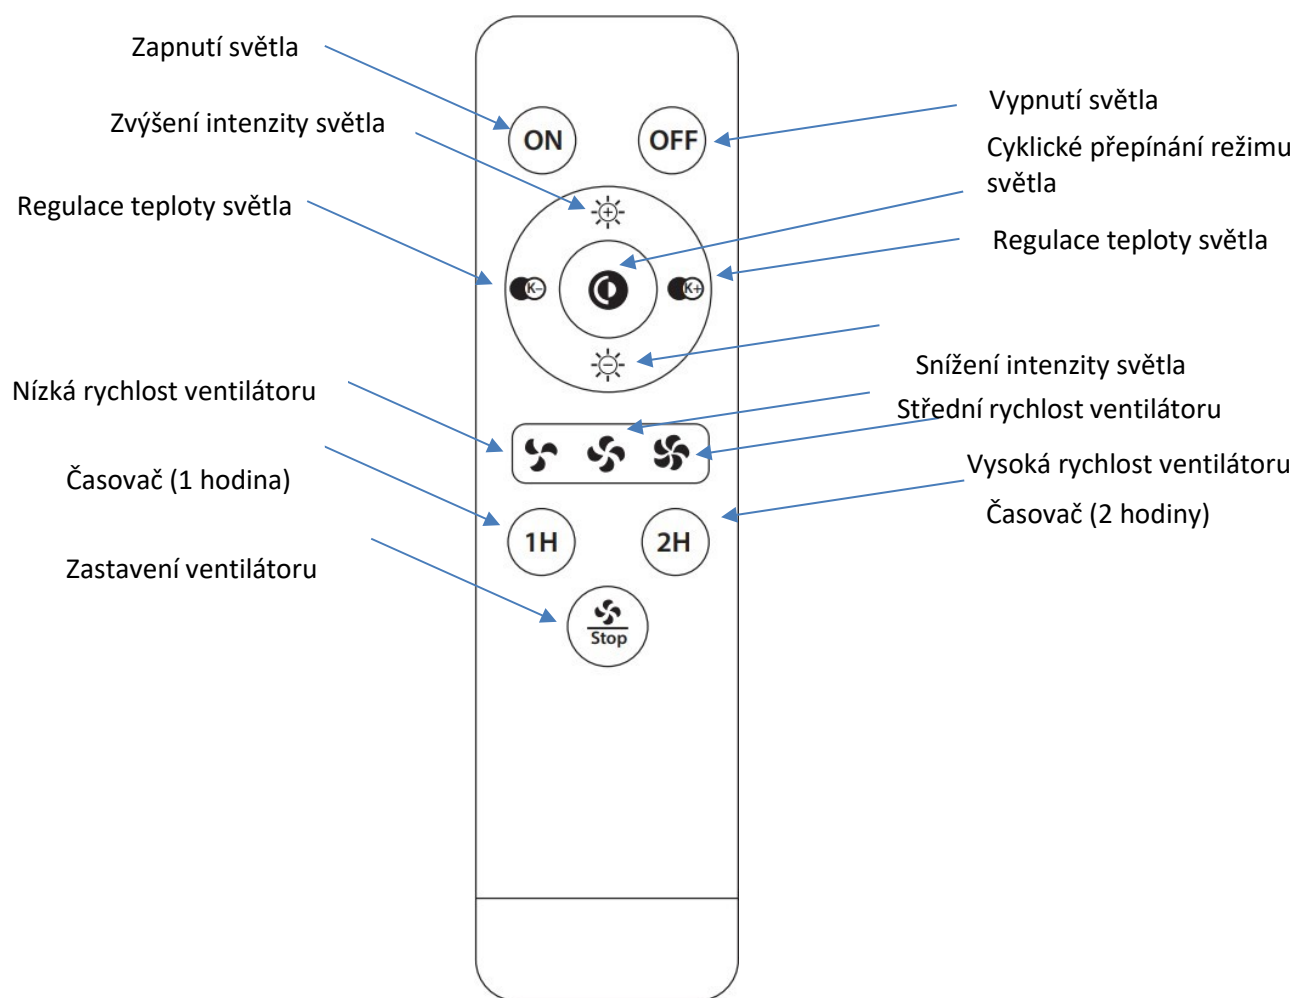 Zapnutí světla
Zvýšení intenzity světla
Regulace teploty světla
Nízká rychlost ventilátoru
Časovač (1 hodina)
Zastavení ventilátoru
ON
OFF
K-
K+
1H
2H
Stop
Vypnutí světla
Cyklické přepínání režimu
světla
Regulace teploty světla
Snížení intenzity světla
Střední rychlost ventilátoru
Vysoká rychlost ventilátoru
Časovač (2 hodiny)